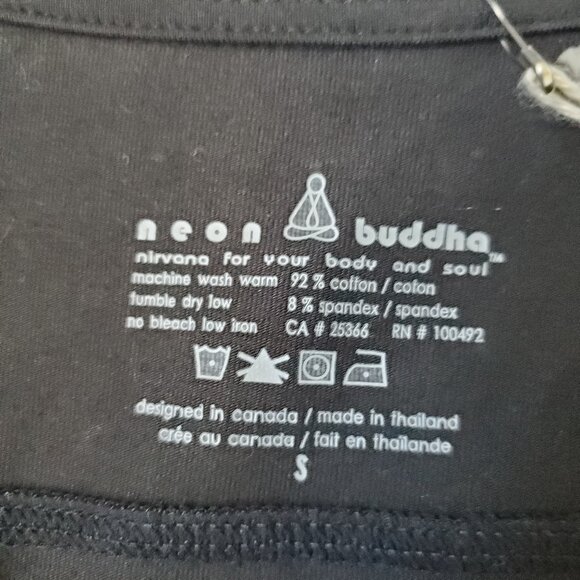 neon buddha™
nirvana for your body and soul
machine wash warm 92 % cotton / coton
tumble dry low 8 % spandex / spandex
no bleach low iron CA # 25366 RN # 100492
designed in canada / made in thailand
crée au canada / fait en thaïlande
S